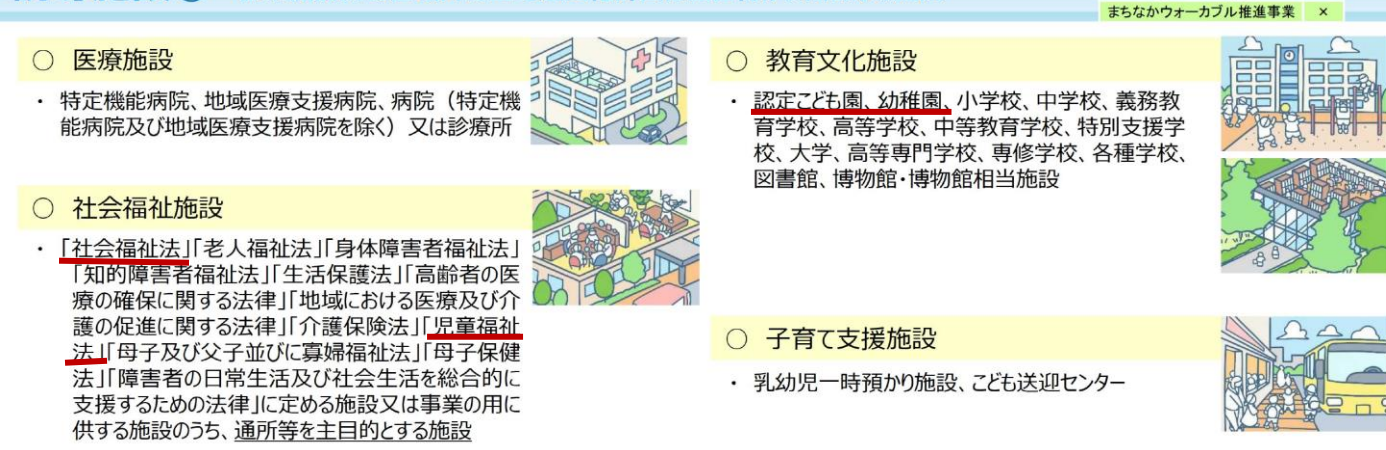 まちなかウォーカブル推進事業 ×
○ 医療施設
・ 特定機能病院、地域医療支援病院、病院（特定機
能病院及び地域医療支援病院を除く）又は診療所
○ 社会福祉施設
・ 「社会福祉法」「老人福祉法」「身体障害者福祉法」
「知的障害者福祉法」「生活保護法」「高齢者の医
療の確保に関する法律」「地域における医療及び介
護の促進に関する法律」「介護保険法」「児童福祉
法」「母子及び父子並びに寡婦福祉法」「母子保健
法」「障害者の日常生活及び社会生活を総合的に
支援するための法律」に定める施設又は事業の用に
供する施設のうち、通所等を主目的とする施設
○ 教育文化施設
・ 認定こども園、幼稚園、小学校、中学校、義務教
育学校、高等学校、中等教育学校、特別支援学
校、大学、高等専門学校、専修学校、各種学校、
図書館、博物館・博物館相当施設
○ 子育て支援施設
・ 乳幼児一時預かり施設、こども送迎センター